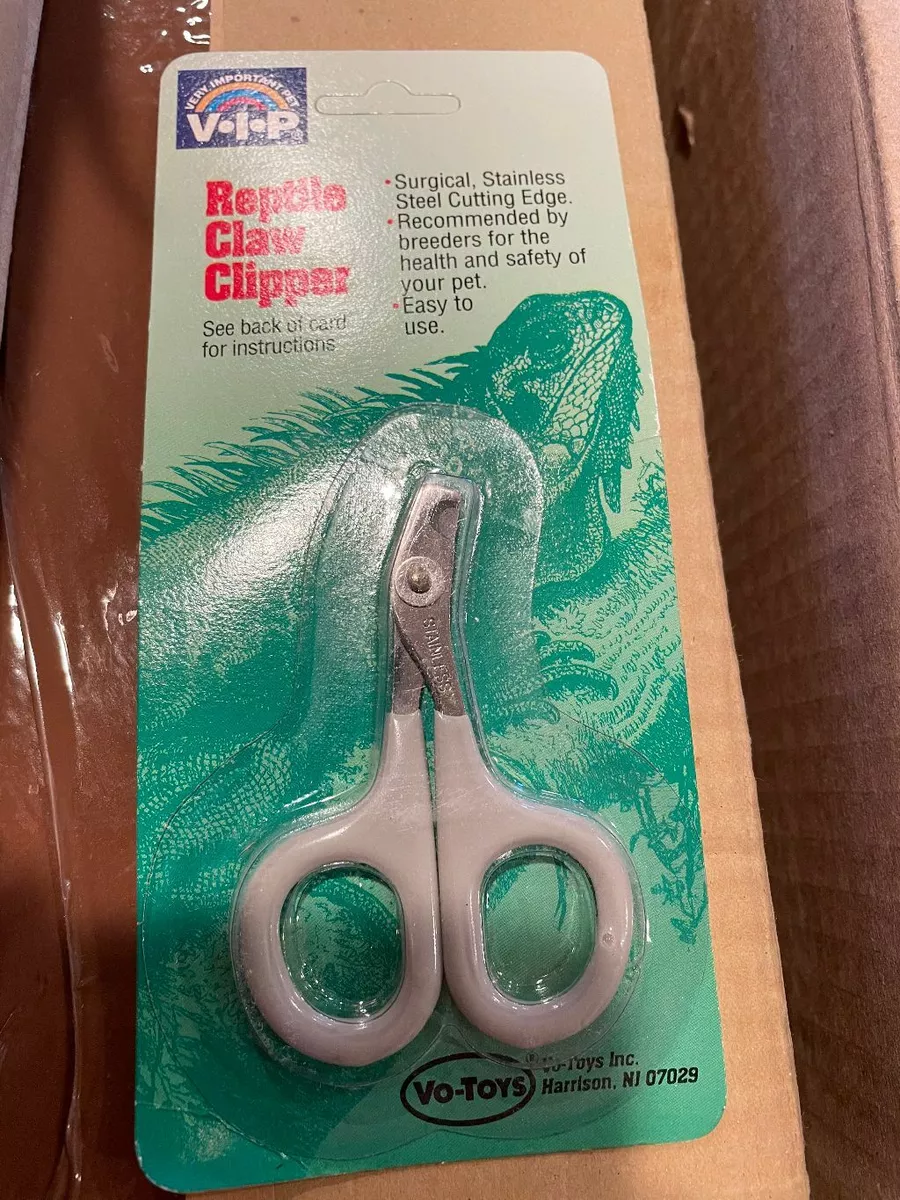 VERY IMPORTANT PET
V•I•P®
Reptile
Claw
Clipper
See back of card
for instructions
•Surgical, Stainless
Steel Cutting Edge.
•Recommended by
breeders for the
health and safety of
your pet.
•Easy to
use.
STAINLESS
VO-TOYS®
Vo-Toys Inc.
Harrison, NJ 07029